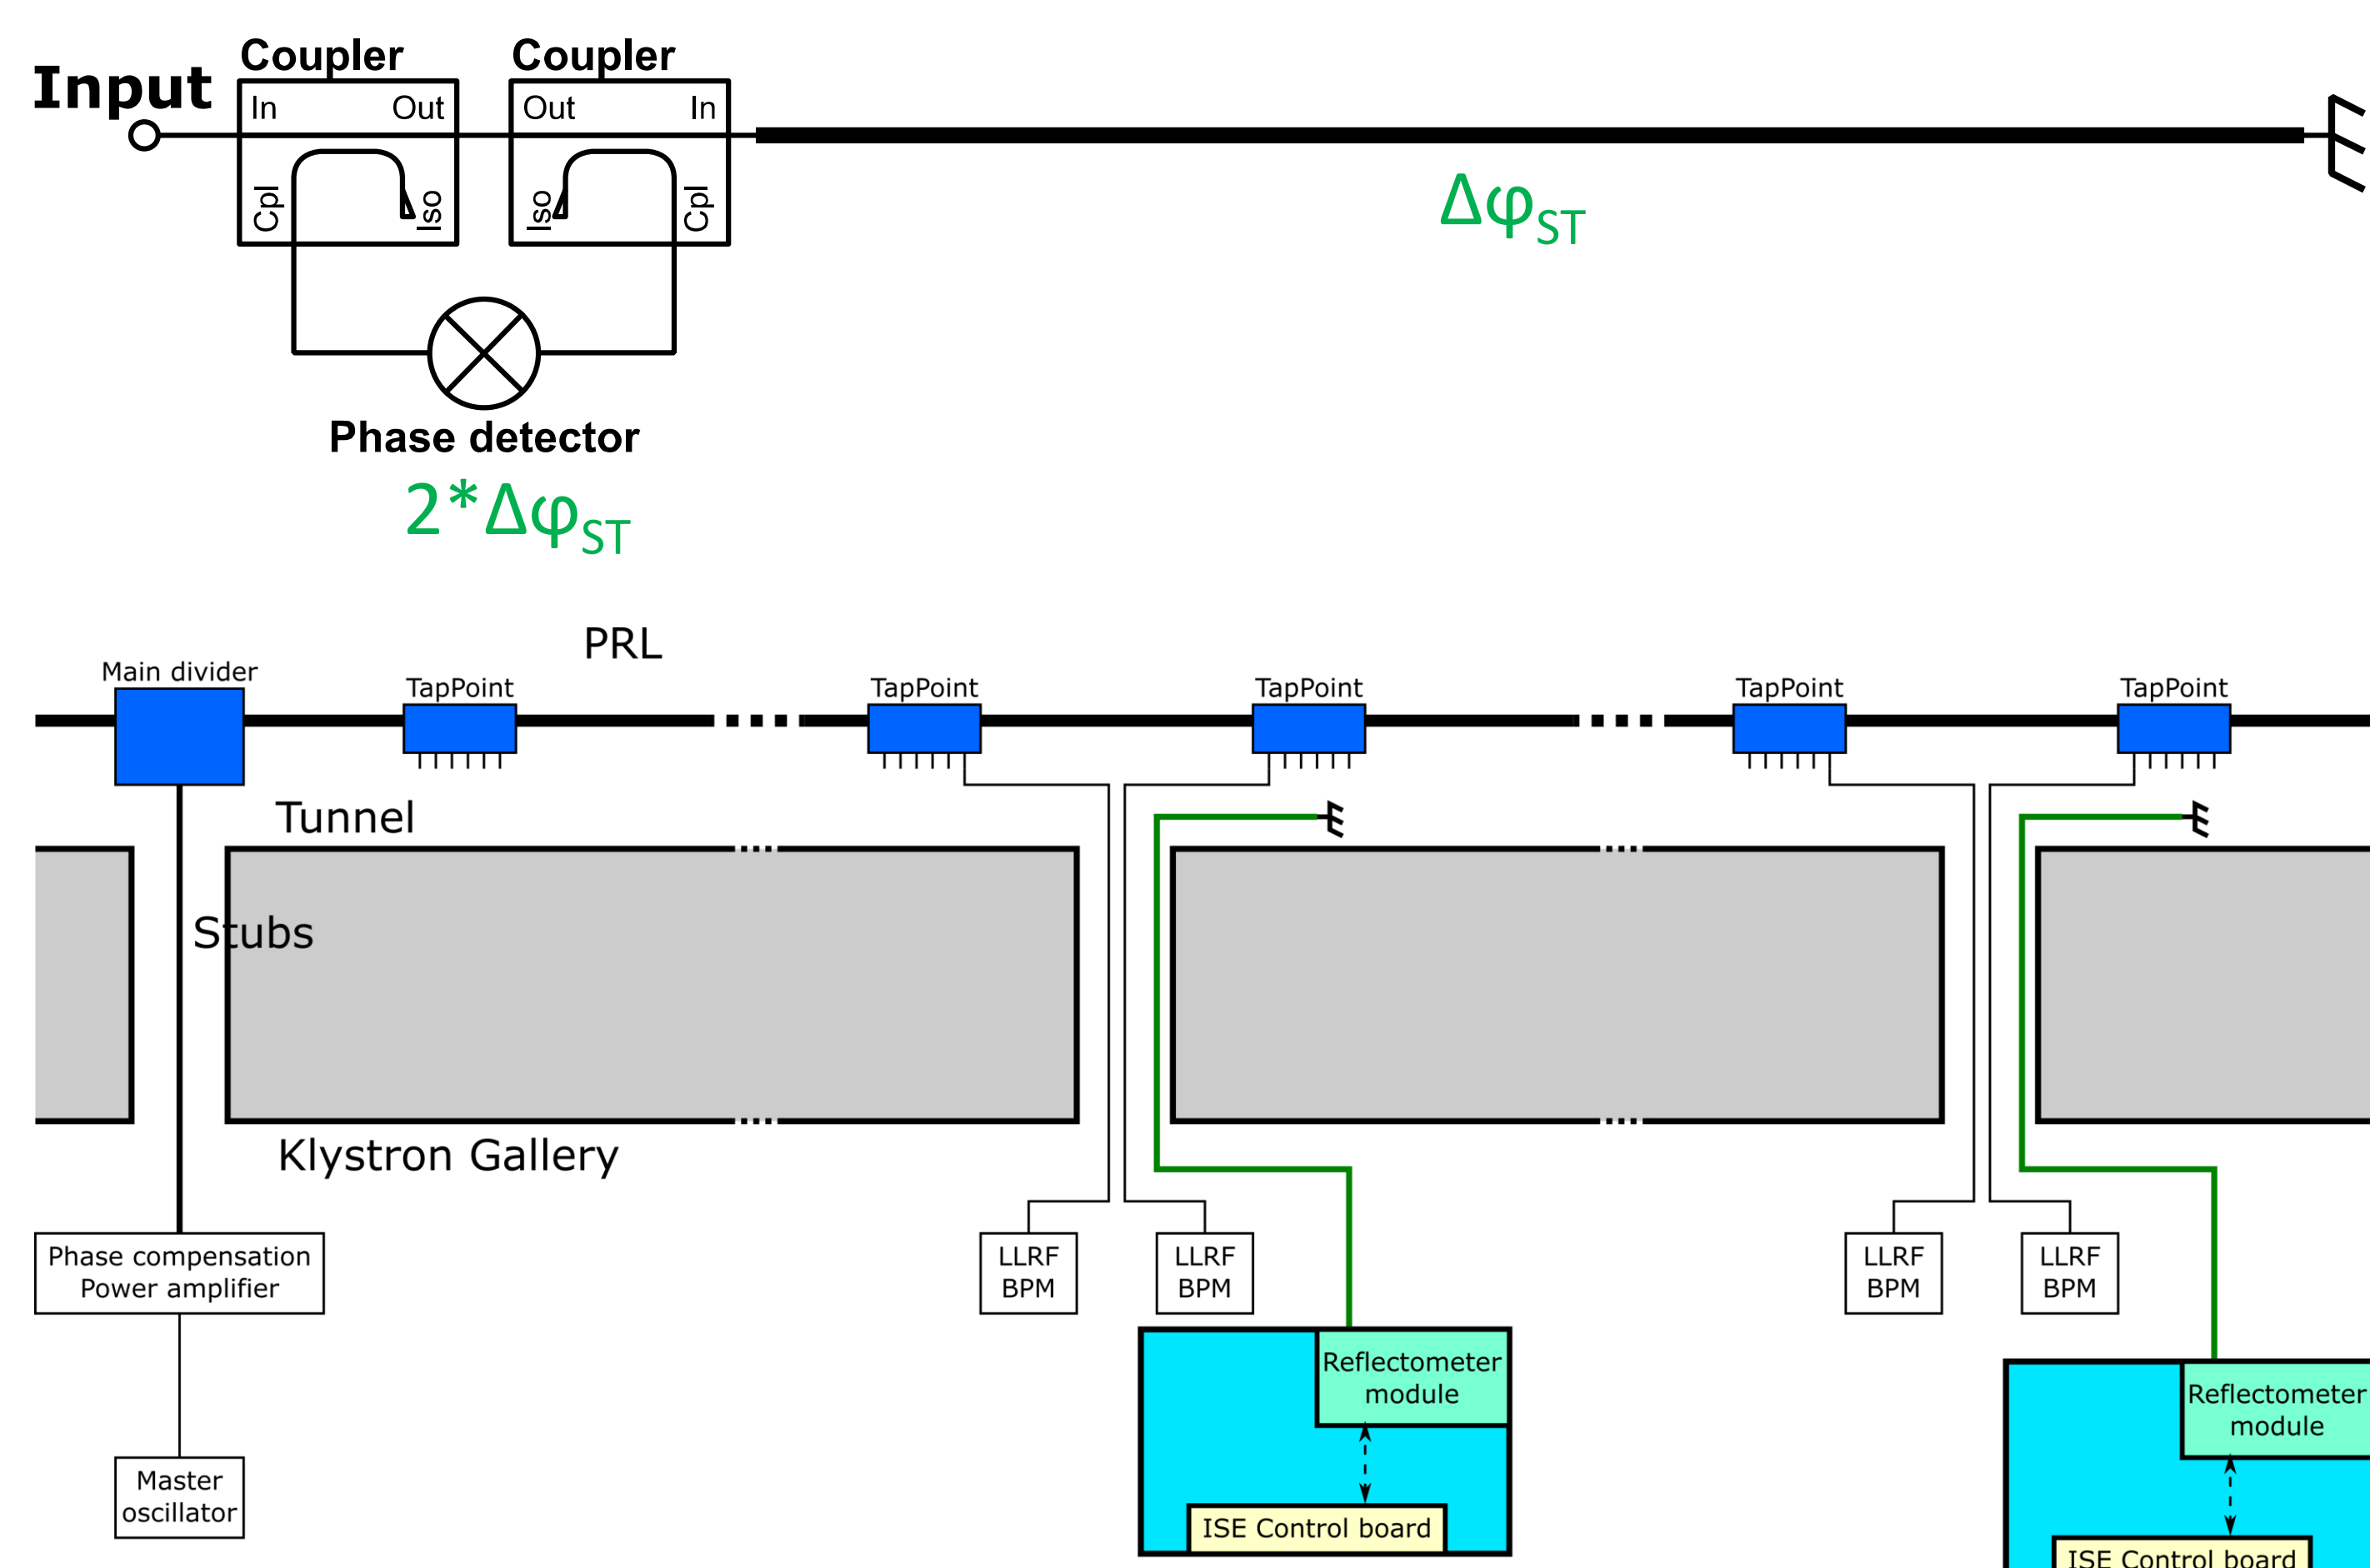 Coupler
Coupler
Input
In
Out
Out
In
Cpl
Iso
Iso
Cpl
ΔφST
Phase detector
2*ΔφST
PRL
Main divider
TapPoint
TapPoint
TapPoint
TapPoint
TapPoint
Tunnel
Stubs
Klystron Gallery
Phase compensation
Power amplifier
LLRF
BPM
LLRF
BPM
LLRF
BPM
LLRF
BPM
Reflectometer
module
Reflectometer
module
Master
oscillator
ISE Control board
ISE Control board